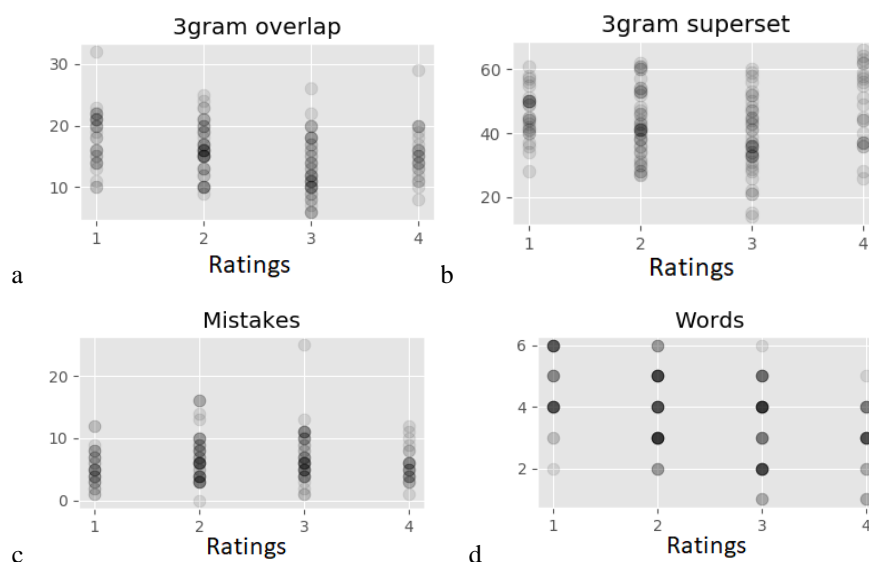 3gram overlap
30
20
10
1 2 3 4
Ratings
a
3gram superset
60
40
20
1 2 3 4
Ratings
b
Mistakes
20
10
0
1 2 3 4
Ratings
c
Words
6
4
2
1 2 3 4
Ratings
d